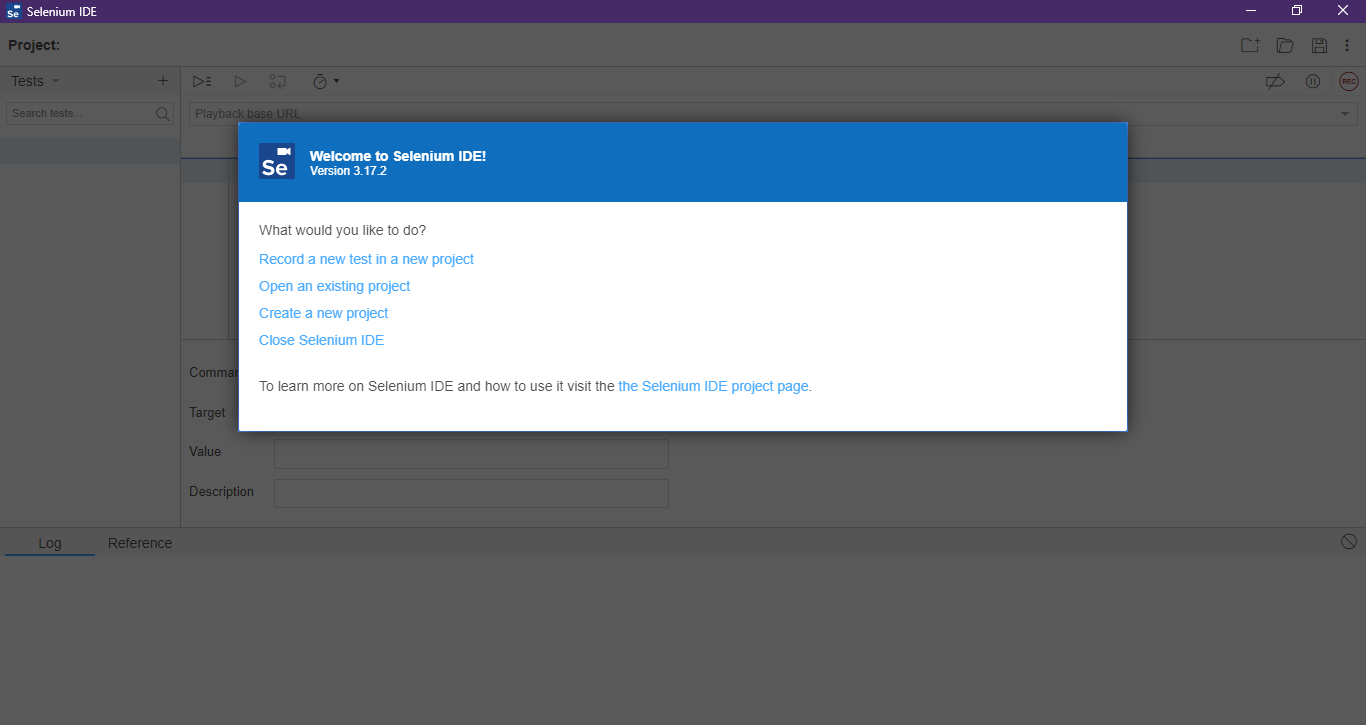 Se Selenium IDE
Project:
Tests
Search tests...
Playback base URL
REC
Se
Welcome to Selenium IDE!
Version 3.17.2
What would you like to do?
Record a new test in a new project
Open an existing project
Create a new project
Close Selenium IDE
To learn more on Selenium IDE and how to use it visit the the Selenium IDE project page.
Comman
Target
Value
Description
Log Reference